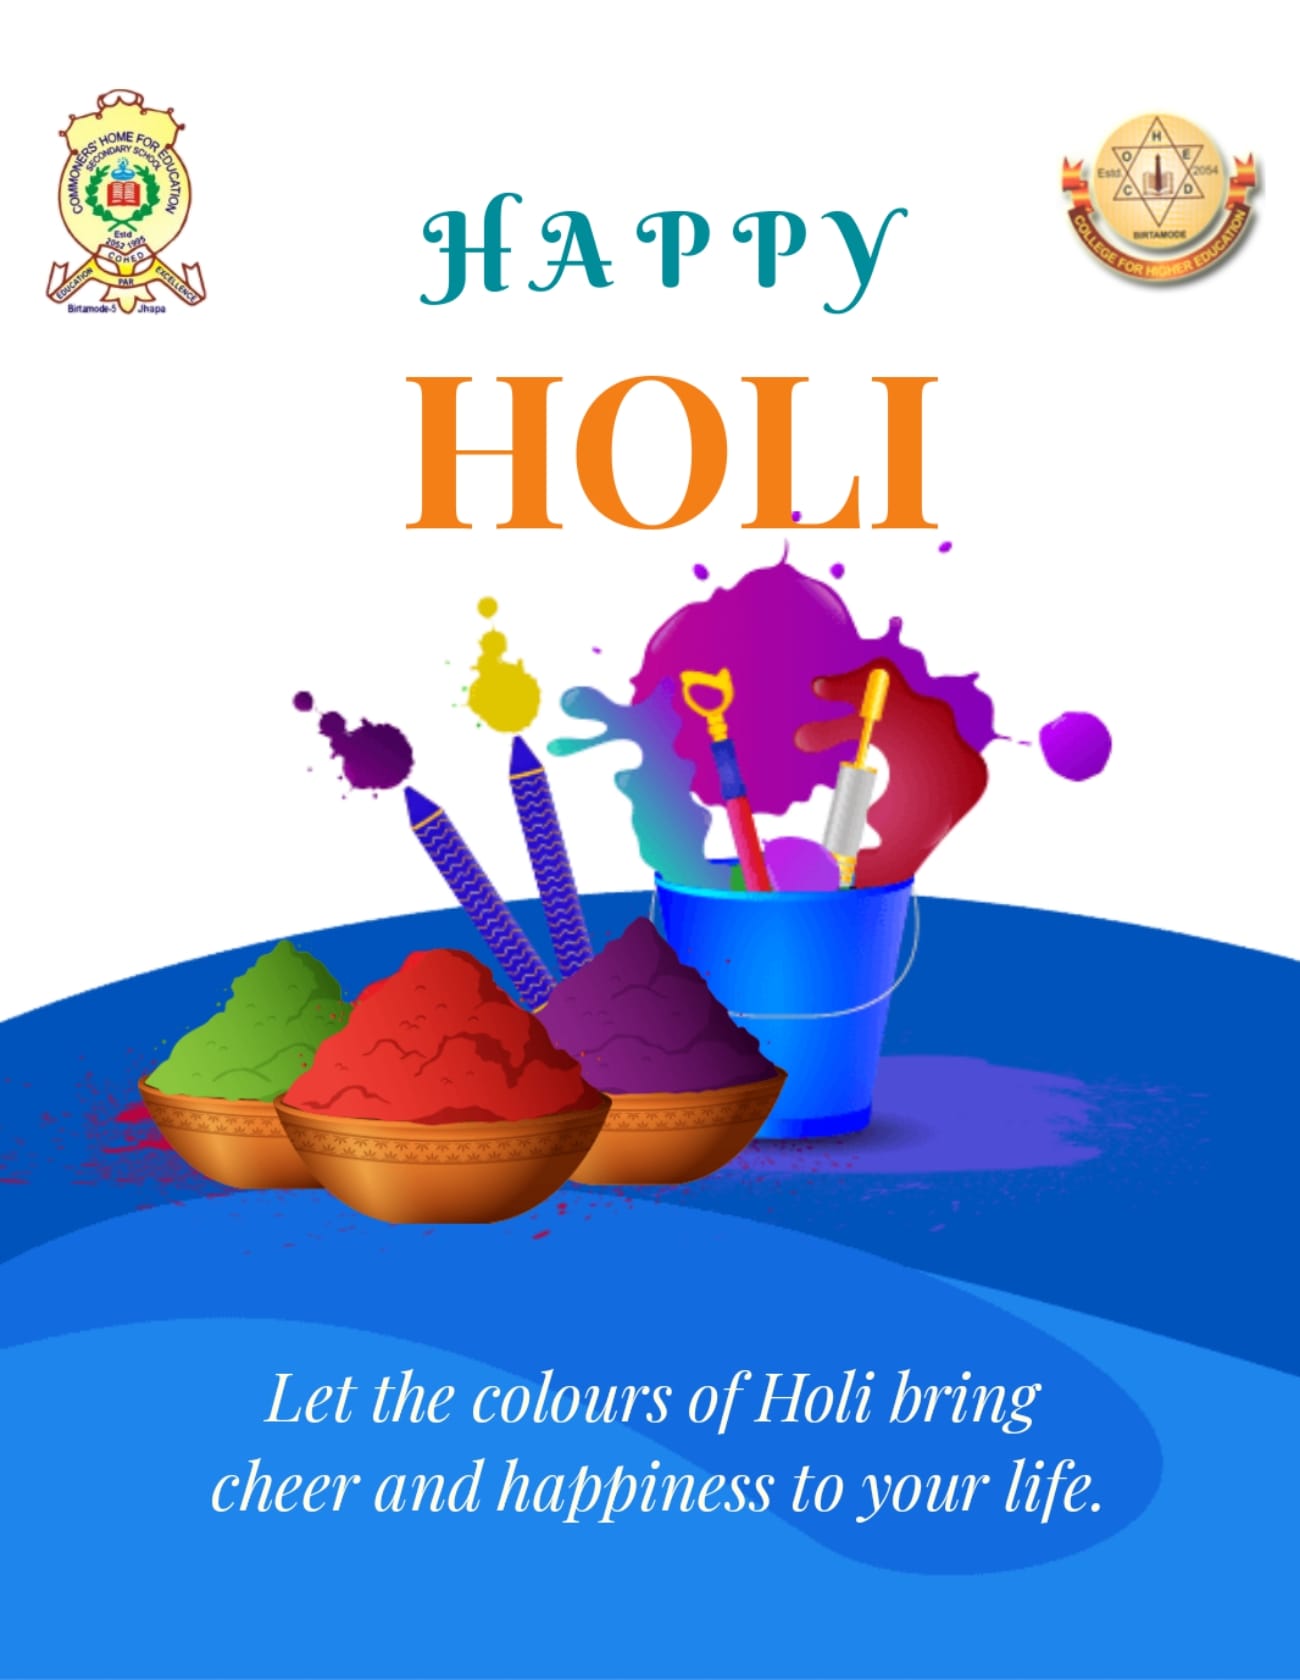 COMMONERS' HOME FOR EDUCATION
SECONDARY SCHOOL
Estd
2052 1995
COHED
EDUCATION PAR EXCELLENCE
Birtamode-5 Jhapa
H
O E
Estd. 2054
C D
BIRTAMODE
COLLEGE FOR HIGHER EDUCATION
HAPPY
HOLI
Let the colours of Holi bring
cheer and happiness to your life.